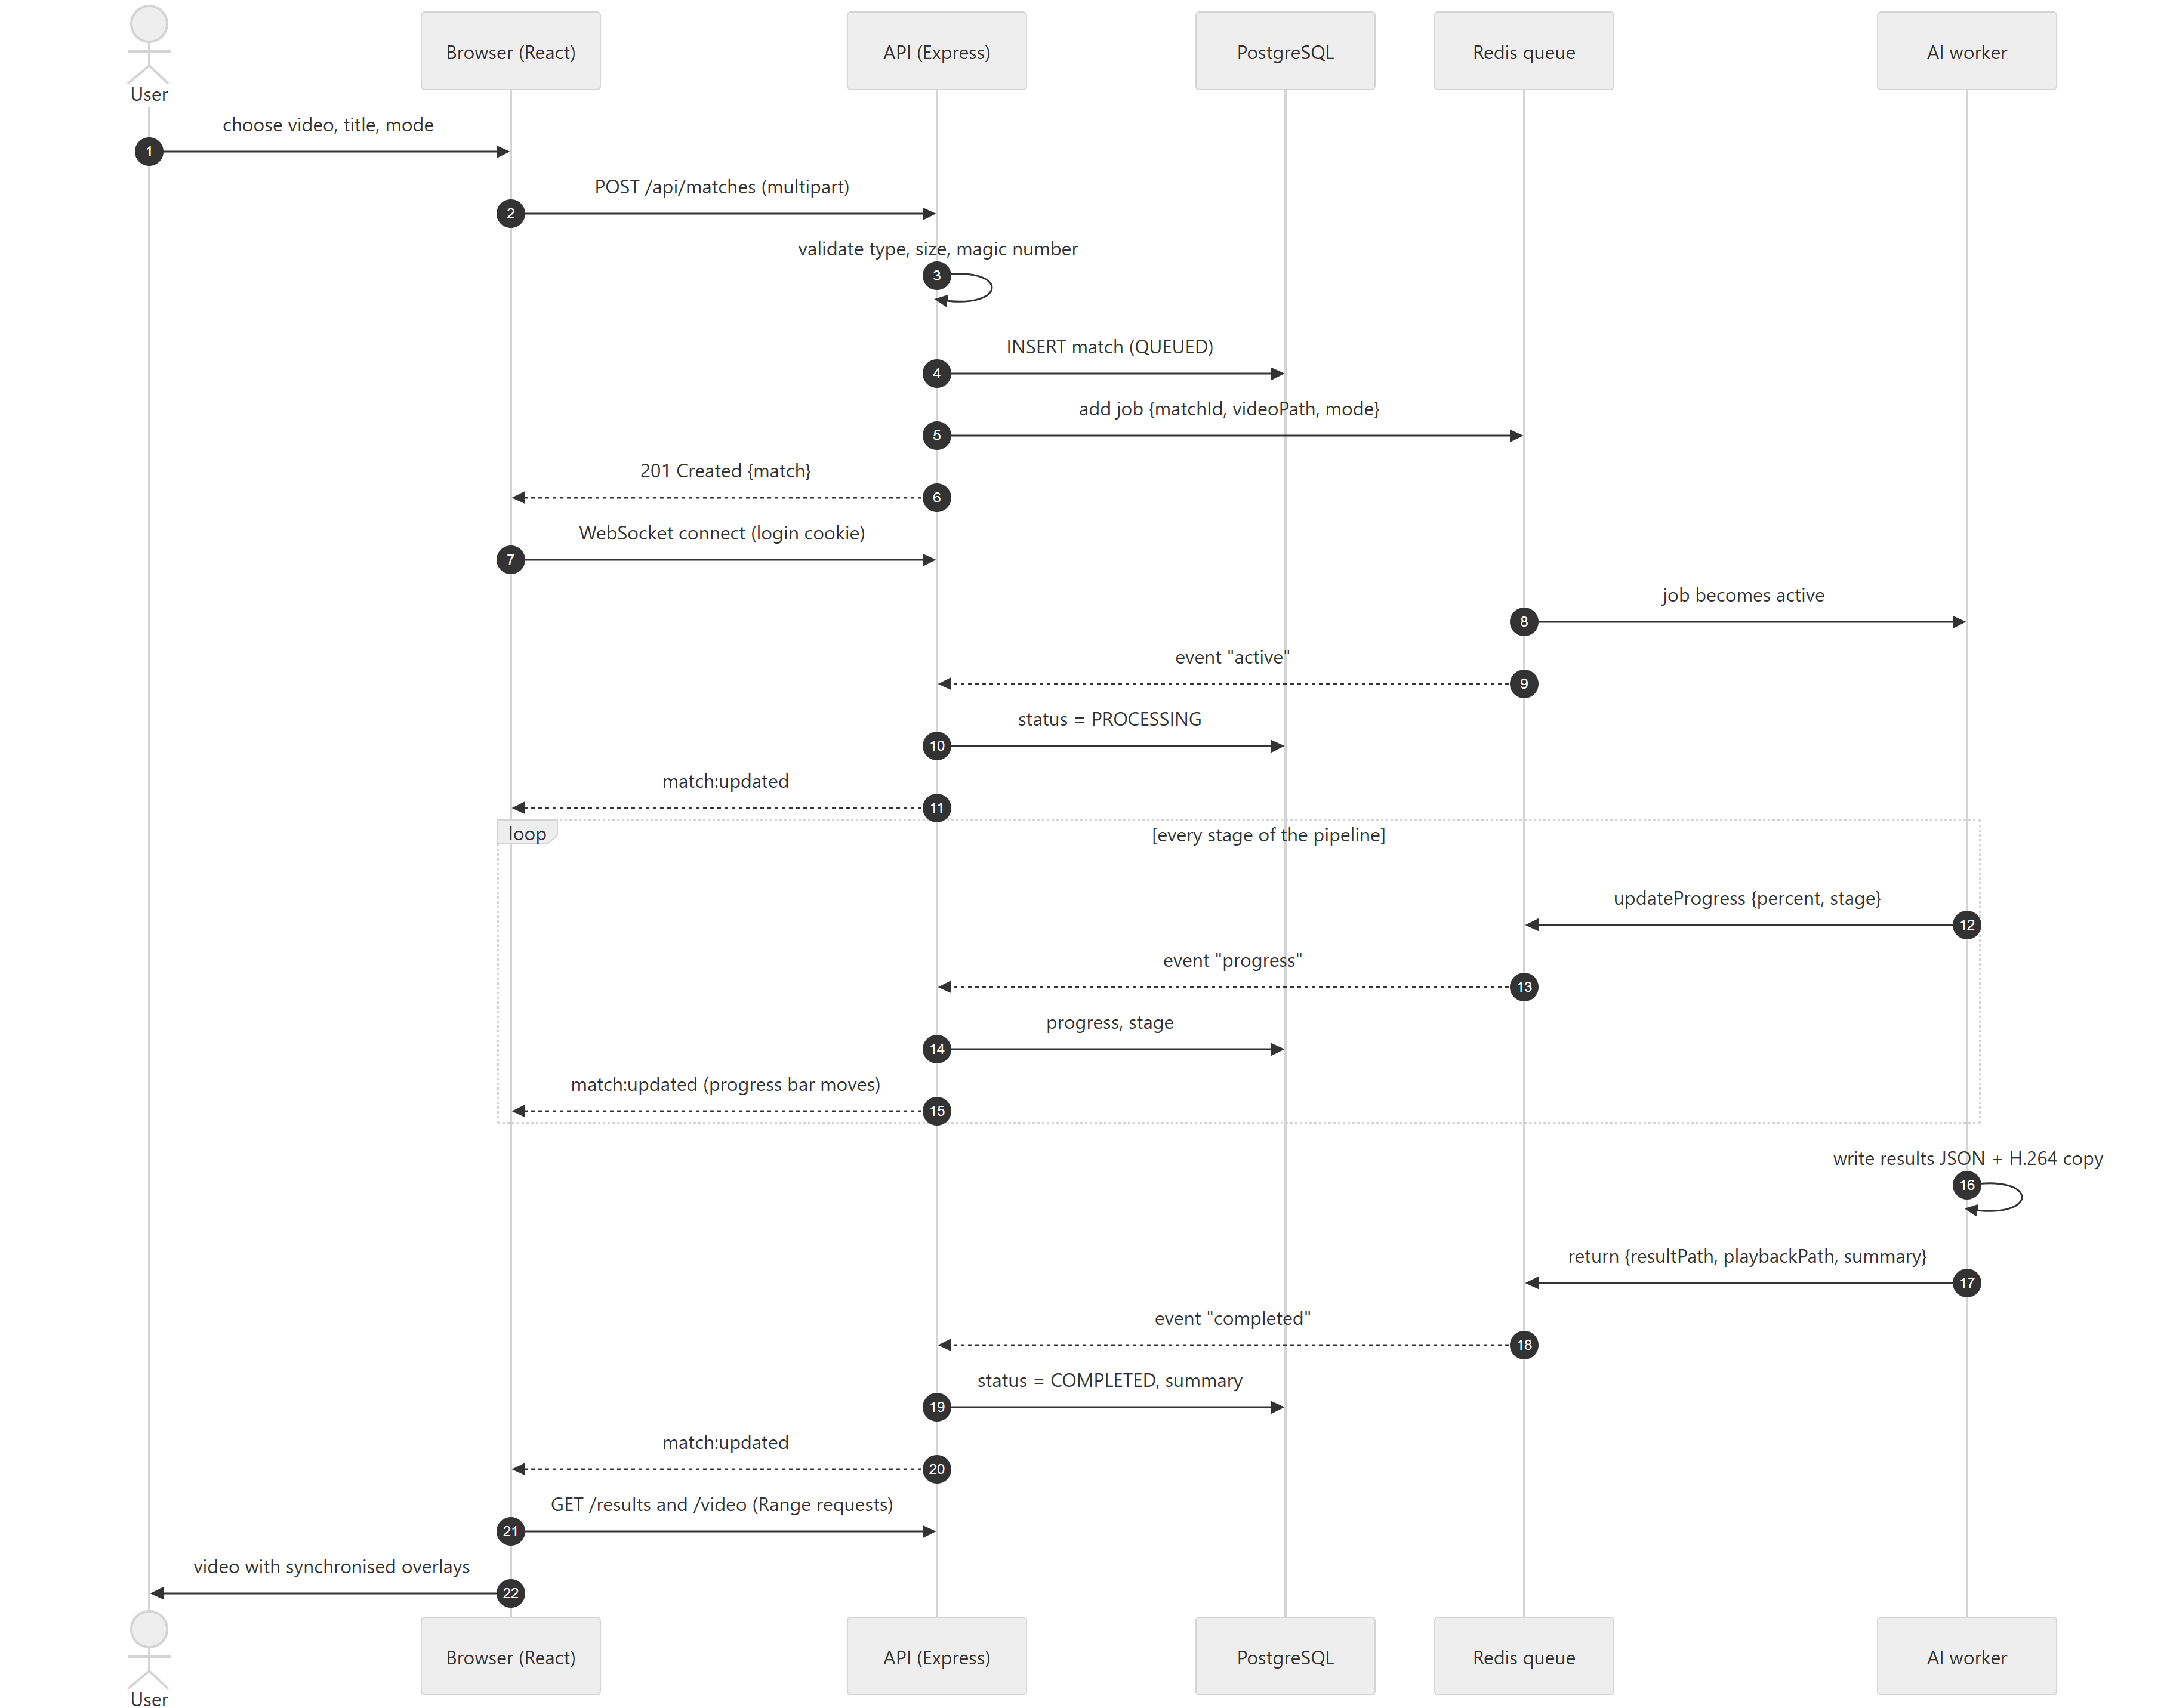 User
Browser (React)
API (Express)
PostgreSQL
Redis queue
AI worker
choose video, title, mode
1
POST /api/matches (multipart)
2
validate type, size, magic number
3
INSERT match (QUEUED)
4
add job {matchId, videoPath, mode}
5
201 Created {match}
6
WebSocket connect (login cookie)
7
job becomes active
8
event "active"
9
status = PROCESSING
10
match:updated
11
loop
[every stage of the pipeline]
updateProgress {percent, stage}
12
event "progress"
13
progress, stage
14
match:updated (progress bar moves)
15
write results JSON + H.264 copy
16
return {resultPath, playbackPath, summary}
17
event "completed"
18
status = COMPLETED, summary
19
match:updated
20
GET /results and /video (Range requests)
21
video with synchronised overlays
22
User
Browser (React)
API (Express)
PostgreSQL
Redis queue
AI worker